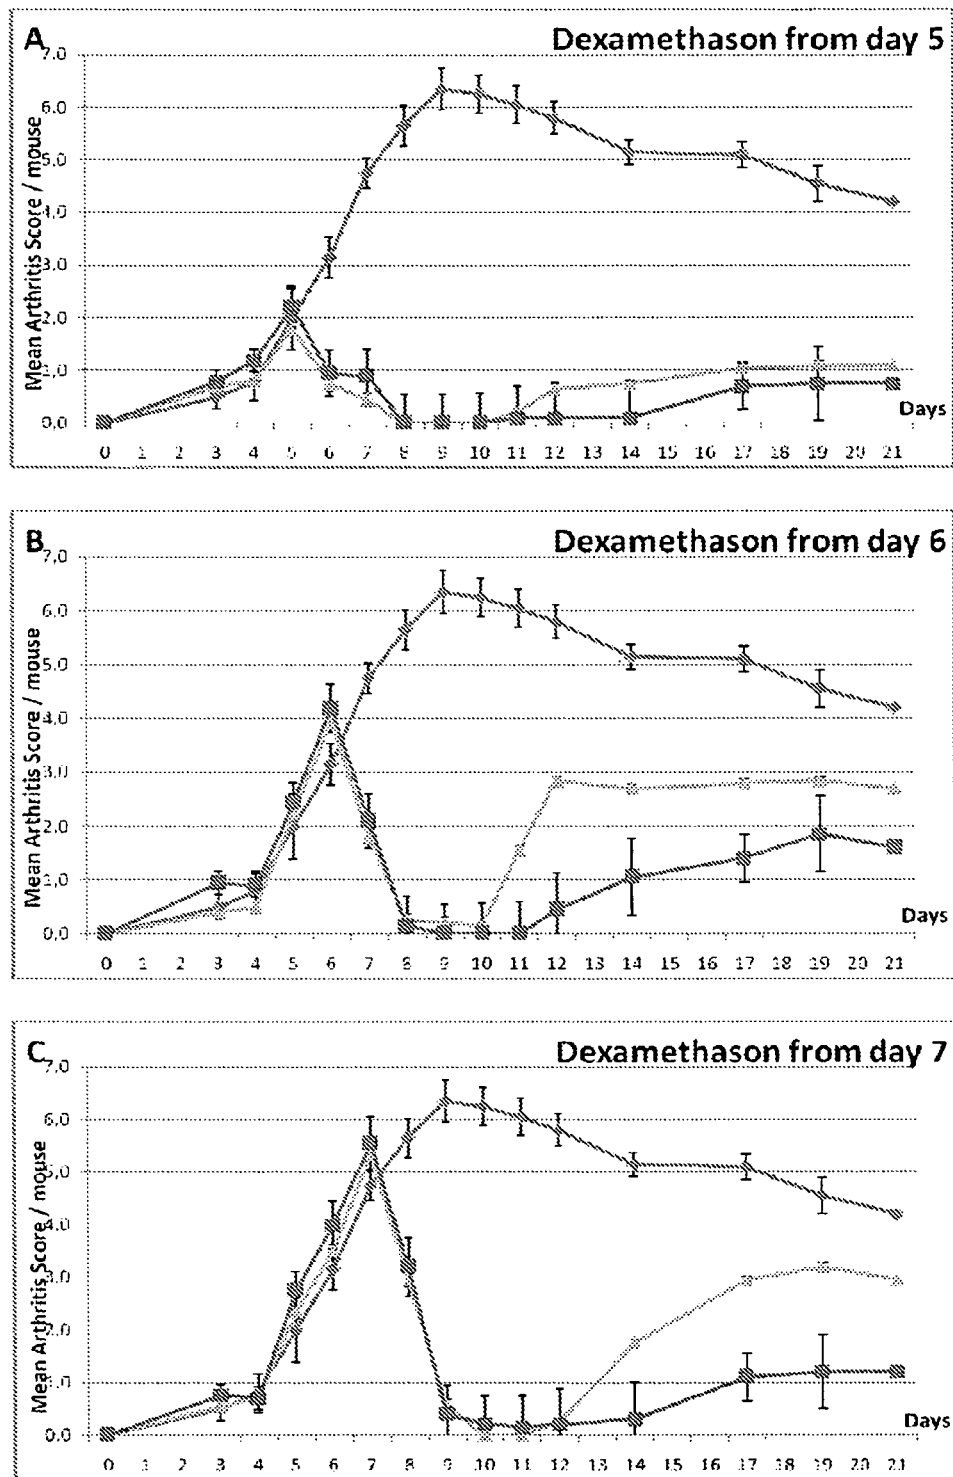 A
Dexamethason from day 5
Mean Arthritis Score / mouse
7.0
6.0
5.0
4.0
3.0
2.0
1.0
0.0
Days
0 1 2 3 4 5 6 7 8 9 10 11 12 13 14 15 16 17 18 19 20 21
B
Dexamethason from day 6
Mean Arthritis Score / mouse
7.0
6.0
5.0
4.0
3.0
2.0
1.0
0.0
Days
0 1 2 3 4 5 6 7 8 9 10 11 12 13 14 15 16 17 18 19 20 21
C
Dexamethason from day 7
Mean Arthritis Score / mouse
7.0
6.0
5.0
4.0
3.0
2.0
1.0
0.0
Days
0 1 2 3 4 5 6 7 8 9 10 11 12 13 14 15 16 17 18 19 20 21